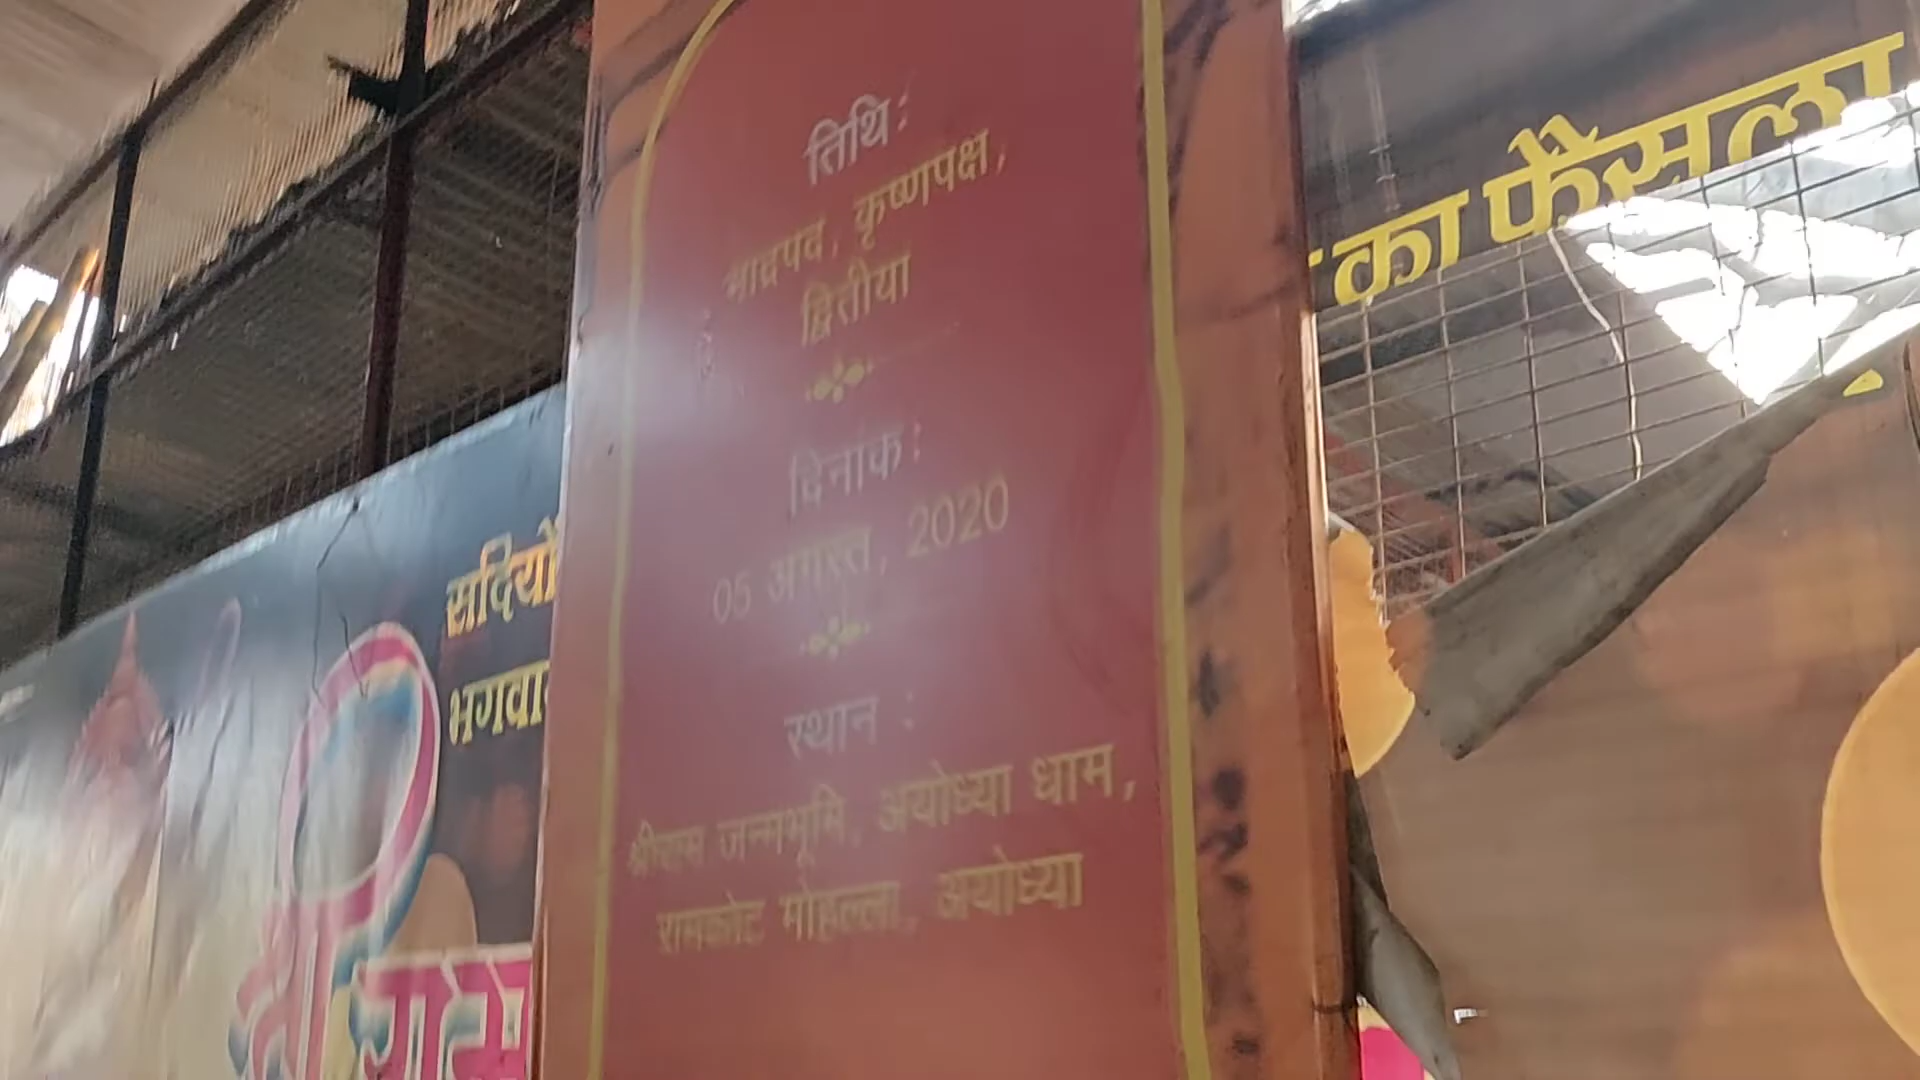 तिथि :
भाद्रपद, कृष्णपक्ष,
द्वितीया
दिनांक :
05 अगस्त, 2020
स्थान :
श्रीराम जन्मभूमि, अयोध्या धाम,
रामकोट मोहल्ला, अयोध्या
का फैसला
सदियों
भगवा